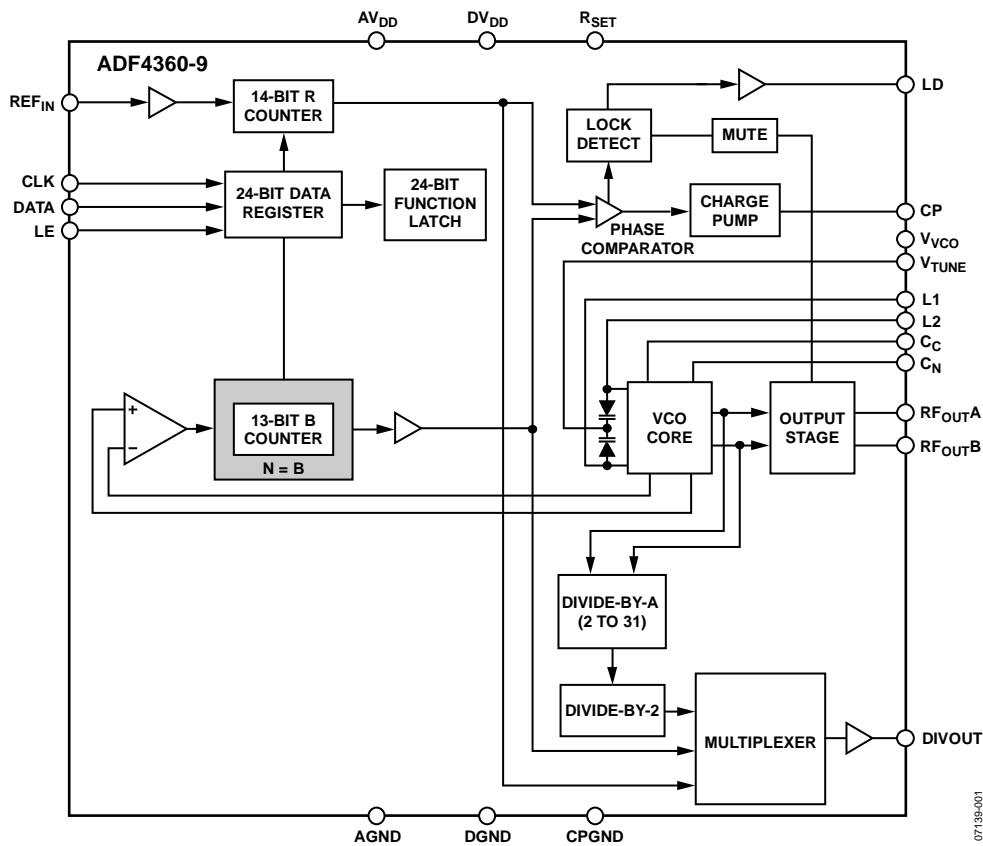 AVDD
DVDD
RSET
ADF4360-9
REFIN
14-BIT R
COUNTER
LD
LOCK
DETECT
MUTE
CLK
DATA
LE
24-BIT DATA
REGISTER
24-BIT
FUNCTION
LATCH
PHASE
COMPARATOR
CHARGE
PUMP
CP
VVCO
VTUNE
L1
L2
CC
CN
+
−
13-BIT B
COUNTER
N = B
VCO
CORE
OUTPUT
STAGE
RFOUTA
RFOUTB
DIVIDE-BY-A
(2 TO 31)
DIVIDE-BY-2
MULTIPLEXER
DIVOUT
AGND
DGND
CPGND
07139-001